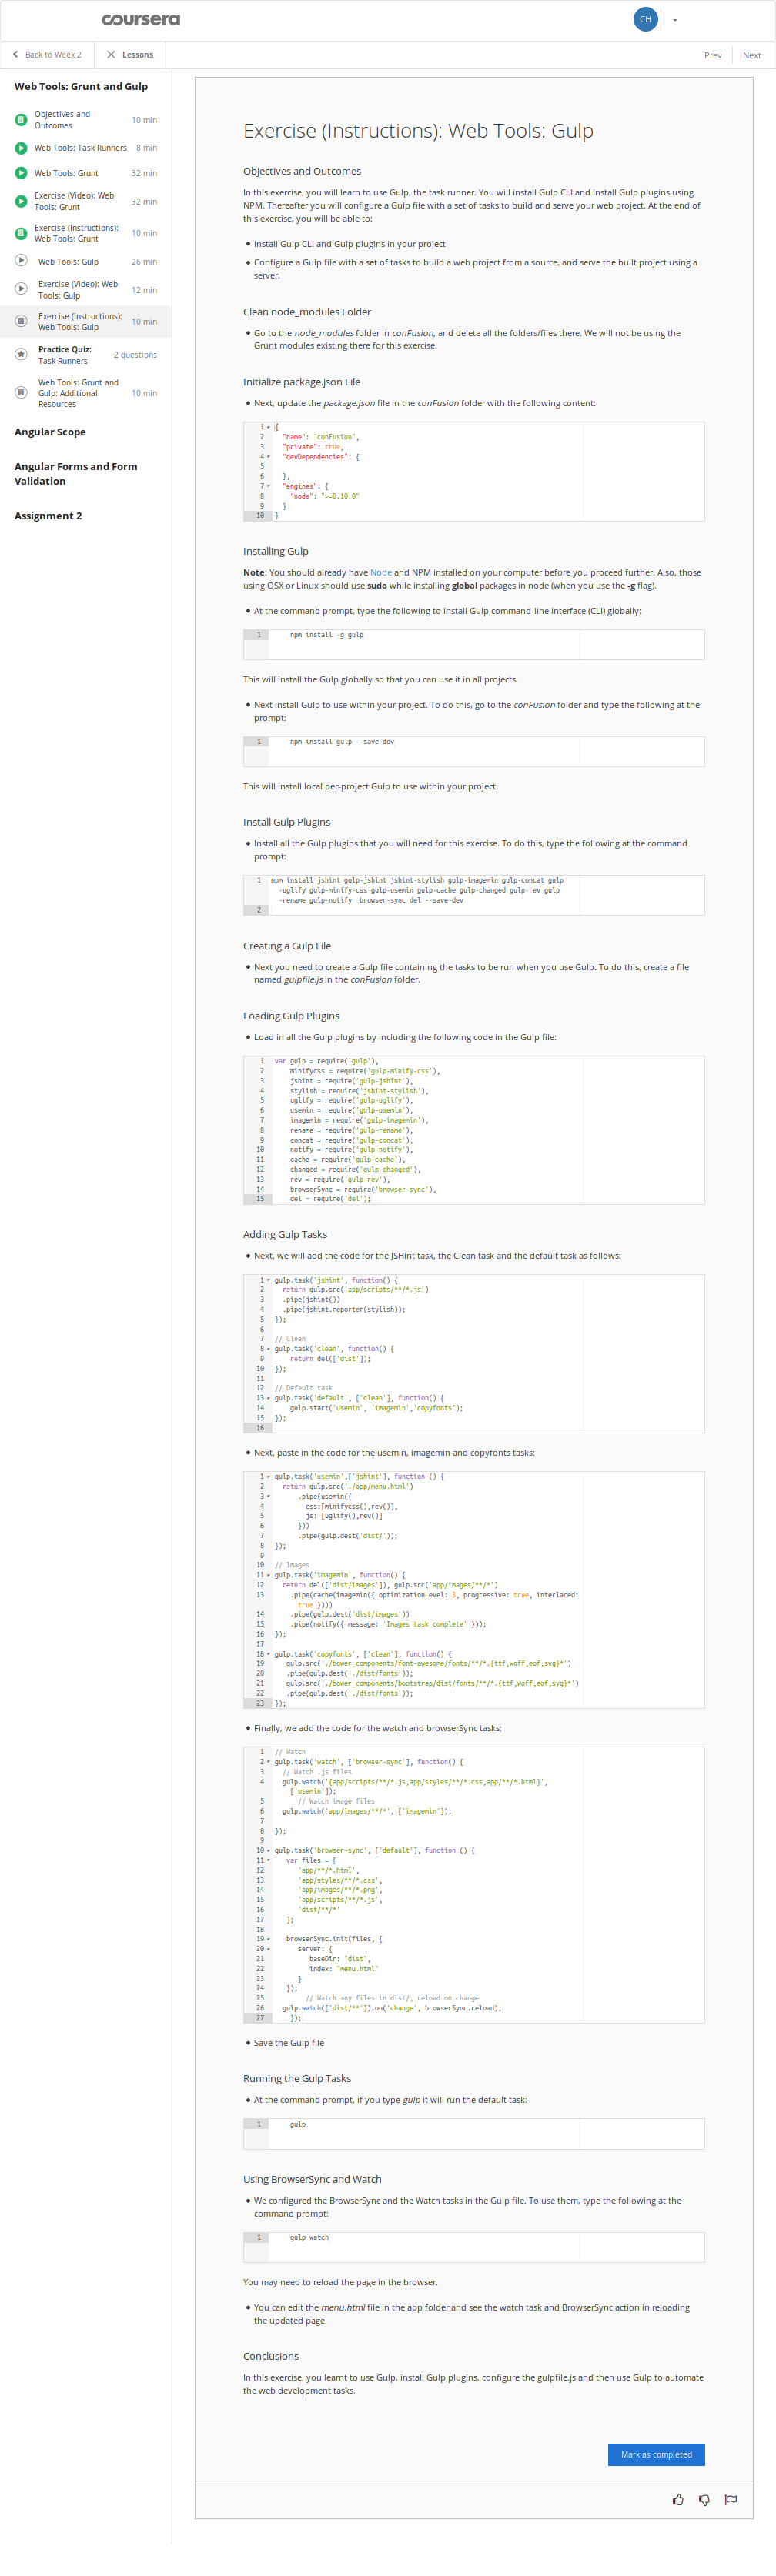 coursera
CH
Back to Week 2
Lessons
Prev
Next
Web Tools: Grunt and Gulp
Objectives and
Outcomes
10 min
Web Tools: Task Runners
8 min
Web Tools: Grunt
32 min
Exercise (Video): Web
Tools: Grunt
32 min
Exercise (Instructions):
Web Tools: Grunt
10 min
Web Tools: Gulp
26 min
Exercise (Video): Web
Tools: Gulp
12 min
Exercise (Instructions):
Web Tools: Gulp
10 min
Practice Quiz:
Task Runners
2 questions
Web Tools: Grunt and
Gulp: Additional
Resources
10 min
Angular Scope
Angular Forms and Form
Validation
Assignment 2
Exercise (Instructions): Web Tools: Gulp
Objectives and Outcomes
In this exercise, you will learn to use Gulp, the task runner. You will install Gulp CLI and install Gulp plugins using
NPM. Thereafter you will configure a Gulp file with a set of tasks to build and serve your web project. At the end of
this exercise, you will be able to:
Install Gulp CLI and Gulp plugins in your project
Configure a Gulp file with a set of tasks to build a web project from a source, and serve the built project using a
server.
Clean node_modules Folder
Go to the node_modules folder in conFusion, and delete all the folders/files there. We will not be using the
Grunt modules existing there for this exercise.
Initialize package.json File
Next, update the package.json file in the conFusion folder with the following content:
1 {
2 "name": "conFusion",
3 "private": true,
4 "devDependencies": {
5
6 },
7 "engines": {
8 "node": ">=0.10.0"
9 }
10 }
Installing Gulp
Note: You should already have Node and NPM installed on your computer before you proceed further. Also, those
using OSX or Linux should use sudo while installing global packages in node (when you use the -g flag).
At the command prompt, type the following to install Gulp command-line interface (CLI) globally:
1 npm install -g gulp
This will install the Gulp globally so that you can use it in all projects.
Next install Gulp to use within your project. To do this, go to the conFusion folder and type the following at the
prompt:
1 npm install gulp --save-dev
This will install local per-project Gulp to use within your project.
Install Gulp Plugins
Install all the Gulp plugins that you will need for this exercise. To do this, type the following at the command
prompt:
1 npm install jshint gulp-jshint jshint-stylish gulp-imagemin gulp-concat gulp
-uglify gulp-minify-css gulp-usemin gulp-cache gulp-changed gulp-rev gulp
-rename gulp-notify browser-sync del --save-dev
2
Creating a Gulp File
Next you need to create a Gulp file containing the tasks to be run when you use Gulp. To do this, create a file
named gulpfile.js in the conFusion folder.
Loading Gulp Plugins
Load in all the Gulp plugins by including the following code in the Gulp file:
1 var gulp = require('gulp'),
2 minifycss = require('gulp-minify-css'),
3 jshint = require('gulp-jshint'),
4 stylish = require('jshint-stylish'),
5 uglify = require('gulp-uglify'),
6 usemin = require('gulp-usemin'),
7 imagemin = require('gulp-imagemin'),
8 rename = require('gulp-rename'),
9 concat = require('gulp-concat'),
10 notify = require('gulp-notify'),
11 cache = require('gulp-cache'),
12 changed = require('gulp-changed'),
13 rev = require('gulp-rev'),
14 browserSync = require('browser-sync'),
15 del = require('del');
Adding Gulp Tasks
Next, we will add the code for the JSHint task, the Clean task and the default task as follows:
1 gulp.task('jshint', function() {
2 return gulp.src('app/scripts/**/*.js')
3 .pipe(jshint())
4 .pipe(jshint.reporter(stylish));
5 });
6
7 // Clean
8 gulp.task('clean', function() {
9 return del(['dist']);
10 });
11
12 // Default task
13 gulp.task('default', ['clean'], function() {
14 gulp.start('usemin', 'imagemin','copyfonts');
15 });
16
Next, paste in the code for the usemin, imagemin and copyfonts tasks:
1 gulp.task('usemin',['jshint'], function () {
2 return gulp.src('./app/menu.html')
3 .pipe(usemin({
4 css:[minifycss(),rev()],
5 js: [uglify(),rev()]
6 }))
7 .pipe(gulp.dest('dist/'));
8 });
9
10 // Images
11 gulp.task('imagemin', function() {
12 return del(['dist/images']), gulp.src('app/images/**/*')
13 .pipe(cache(imagemin({ optimizationLevel: 3, progressive: true, interlaced:
true })))
14 .pipe(gulp.dest('dist/images'))
15 .pipe(notify({ message: 'Images task complete' }));
16 });
17
18 gulp.task('copyfonts', ['clean'], function() {
19 gulp.src('./bower_components/font-awesome/fonts/**/*.{ttf,woff,eof,svg}*')
20 .pipe(gulp.dest('./dist/fonts'));
21 gulp.src('./bower_components/bootstrap/dist/fonts/**/*.{ttf,woff,eof,svg}*')
22 .pipe(gulp.dest('./dist/fonts'));
23 });
Finally, we add the code for the watch and browserSync tasks:
1 // Watch
2 gulp.task('watch', ['browser-sync'], function() {
3 // Watch .js files
4 gulp.watch('{app/scripts/**/*.js,app/styles/**/*.css,app/**/*.html}',
['usemin']);
5 // Watch image files
6 gulp.watch('app/images/**/*', ['imagemin']);
7
8 });
9
10 gulp.task('browser-sync', ['default'], function () {
11 var files = [
12 'app/**/*.html',
13 'app/styles/**/*.css',
14 'app/images/**/*.png',
15 'app/scripts/**/*.js',
16 'dist/**/*'
17 ];
18
19 browserSync.init(files, {
20 server: {
21 baseDir: "dist",
22 index: "menu.html"
23 }
24 });
25 // Watch any files in dist/, reload on change
26 gulp.watch(['dist/**']).on('change', browserSync.reload);
27 });
Save the Gulp file
Running the Gulp Tasks
At the command prompt, if you type gulp it will run the default task:
1 gulp
Using BrowserSync and Watch
We configured the BrowserSync and the Watch tasks in the Gulp file. To use them, type the following at the
command prompt:
1 gulp watch
You may need to reload the page in the browser.
You can edit the menu.html file in the app folder and see the watch task and BrowserSync action in reloading
the updated page.
Conclusions
In this exercise, you learnt to use Gulp, install Gulp plugins, configure the gulpfile.js and then use Gulp to automate
the web development tasks.
Mark as completed